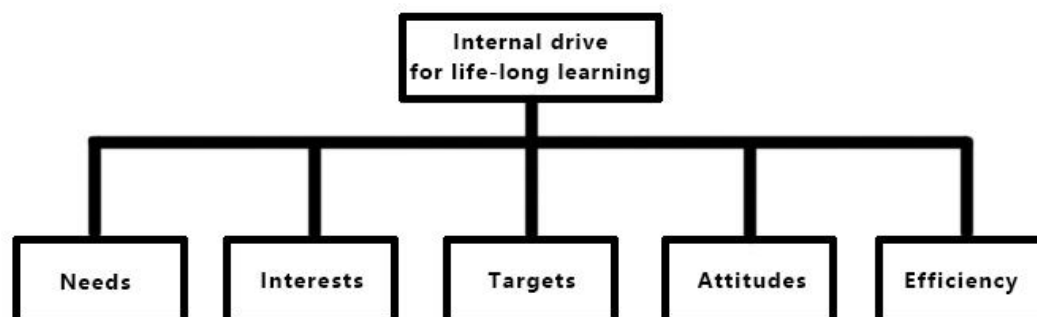 Internal drive
for life-long learning
Needs
Interests
Targets
Attitudes
Efficiency